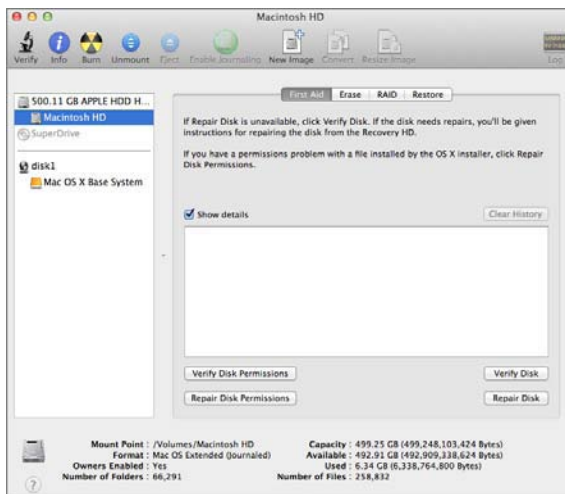 Macintosh HD
Verify Info Burn Unmount Eject Enable Journaling New Image Convert Resize Image Log
500.11 GB APPLE HDD H...
Macintosh HD
SuperDrive
disk1
Mac OS X Base System
First Aid Erase RAID Restore
If Repair Disk is unavailable, click Verify Disk. If the disk needs repairs, you'll be given
instructions for repairing the disk from the Recovery HD.
If you have a permissions problem with a file installed by the OS X installer, click Repair
Disk Permissions.
Show details Clear History
Verify Disk Permissions Verify Disk
Repair Disk Permissions Repair Disk
Mount Point : /Volumes/Macintosh HD Capacity : 499.25 GB (499,248,103,424 Bytes)
Format : Mac OS Extended (Journaled) Available : 492.91 GB (492,909,338,624 Bytes)
Owners Enabled : Yes Used : 6.34 GB (6,338,764,800 Bytes)
Number of Folders : 66,291 Number of Files : 258,832
?